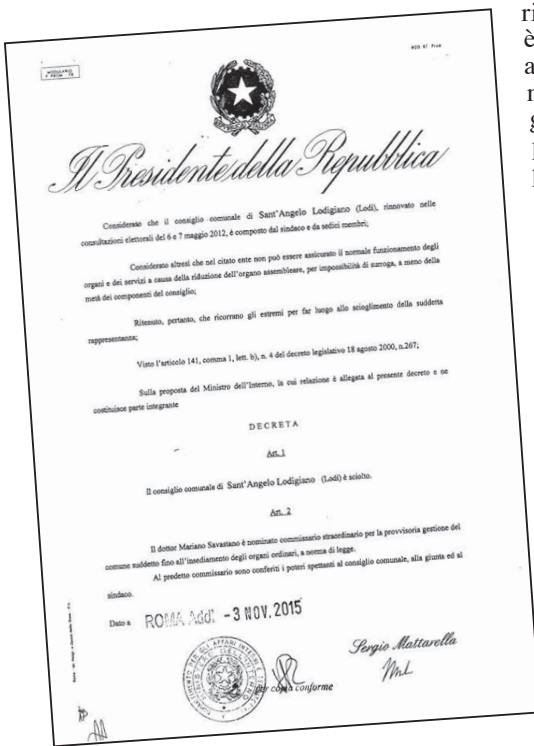 MODULARIO
MOD. 87 Prom
Il Presidente della Repubblica
Considerato che il consiglio comunale di Sant'Angelo Lodigiano (Lodi), rinnovato nelle
consultazioni elettorali del 6 e 7 maggio 2012, è composto dal sindaco e da sedici membri;
Considerato altresì che nel citato ente non può essere assicurato il normale funzionamento degli
organi e dei servizi a causa della riduzione dell'organo assembleare, per impossibilità di surroga, a meno della
metà dei componenti del consiglio;
Ritenuto, pertanto, che ricorrano gli estremi per far luogo allo scioglimento della suddetta
rappresentanza;
Visto l'articolo 141, comma 1, lett. b), n. 4 del decreto legislativo 18 agosto 2000, n.267;
Sulla proposta del Ministro dell'Interno, la cui relazione è allegata al presente decreto e ne
costituisce parte integrante
DECRETA
Art. 1
Il consiglio comunale di Sant'Angelo Lodigiano (Lodi) è sciolto.
Art. 2
Il dottor Mariano Savastano è nominato commissario straordinario per la provvisoria gestione del
comune suddetto fino all'insediamento degli organi ordinari, a norma di legge.
Al predetto commissario sono conferiti i poteri spettanti al consiglio comunale, alla giunta ed al
sindaco.
Dato a ROMA Addì -3 NOV. 2015
Sergio Mattarella
per copia conforme
ri
è
a
g